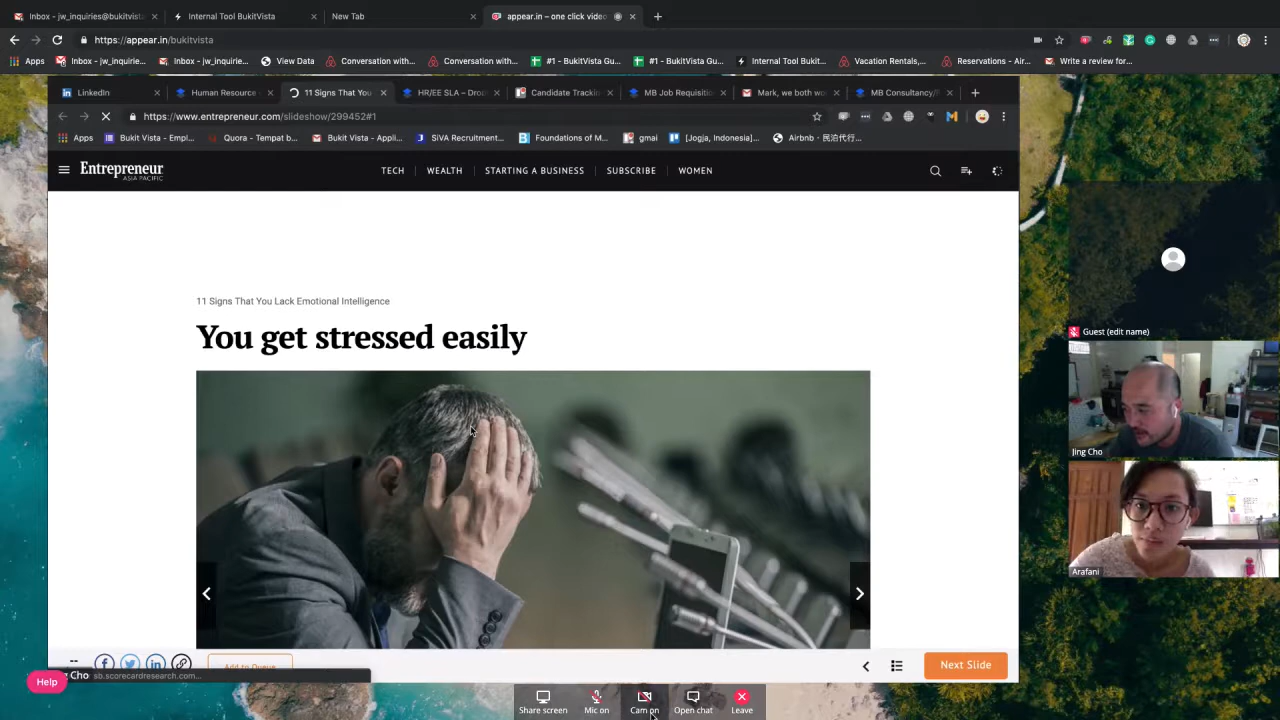 Inbox - jw_inquiries@bukitvista
Internal Tool BukitVista
New Tab
appear.in – one click video
https://appear.in/bukitvista
Apps
Inbox - jw_inquirie...
Inbox - jw_inquirie...
View Data
Conversation with...
Conversation with...
#1 - BukitVista Gu...
#1 - BukitVista Gu...
Internal Tool Bukit...
Vacation Rentals,...
Reservations - Air...
Write a review for...
LinkedIn
Human Resource
11 Signs That You
HR/EE SLA – Dro
Candidate Trackin
MB Job Requisiti
Mark, we both wo
MB Consultancy/
https://www.entrepreneur.com/slideshow/299452#1
Apps
Bukit Vista - Empl...
Quora - Tempat b...
Bukit Vista - Appli...
SiVA Recruitment...
Foundations of M...
gmai
[Jogja, Indonesia]...
Airbnb - 民泊代行...
Entrepreneur
ASIA PACIFIC
TECH
WEALTH
STARTING A BUSINESS
SUBSCRIBE
WOMEN
11 Signs That You Lack Emotional Intelligence
You get stressed easily
Guest (edit name)
Jing Cho
Arafani
Add to Queue
Next Slide
Cho
sb.scorecardresearch.com...
Help
Share screen
Mic on
Cam on
Open chat
Leave